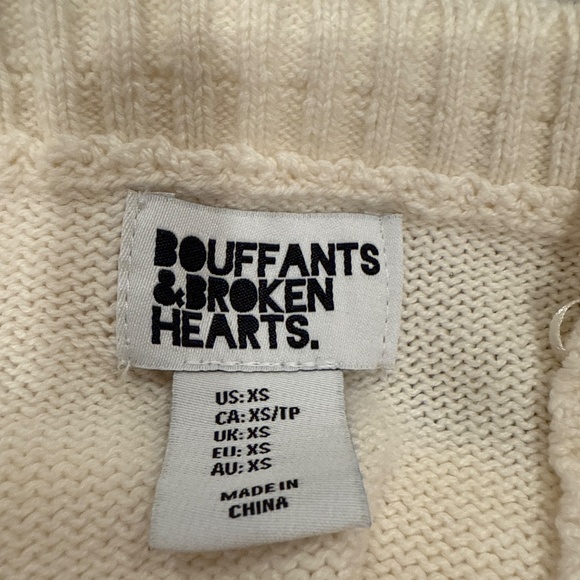 BOUFFANTS
&BROKEN
HEARTS.
US: XS
CA: XS/TP
UK: XS
EU: XS
AU: XS
MADE IN
CHINA